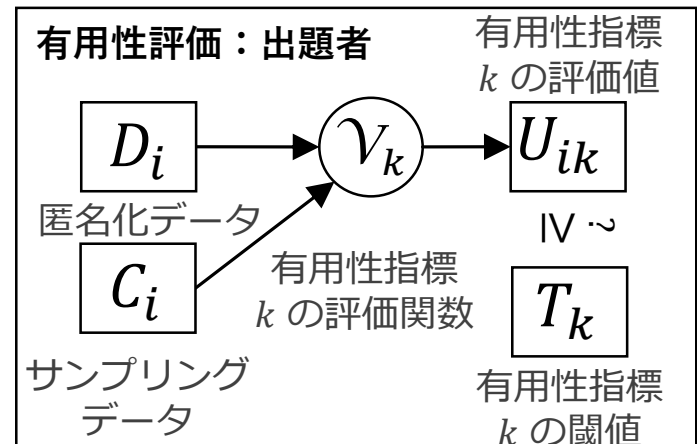 有用性評価：出題者
有用性指標
k の評価値
D_i
𝒱_k
U_{ik}
匿名化データ
≥ ?
C_i
有用性指標
k の評価関数
T_k
サンプリング
データ
有用性指標
k の閾値